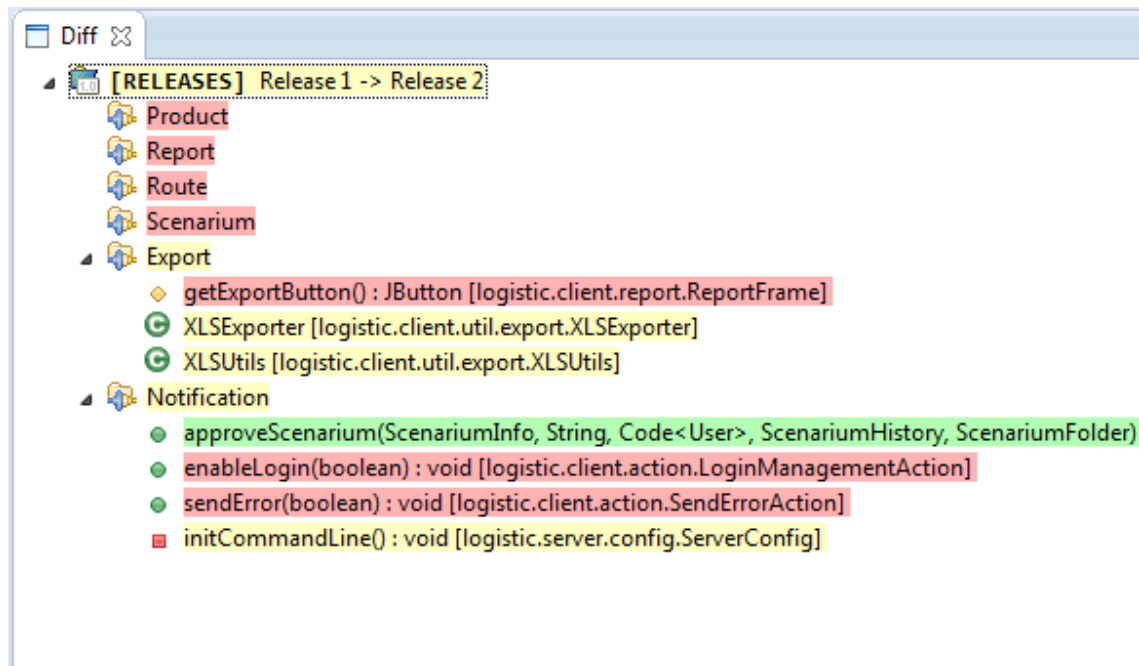 Diff
[RELEASES] Release 1 -> Release 2
Product
Report
Route
Scenarium
Export
getExportButton() : JButton [logistic.client.report.ReportFrame]
XLSExporter [logistic.client.util.export.XLSExporter]
XLSUtils [logistic.client.util.export.XLSUtils]
Notification
approveScenarium(ScenariumInfo, String, Code<User>, ScenariumHistory, ScenariumFolder)
enableLogin(boolean) : void [logistic.client.action.LoginManagementAction]
sendError(boolean) : void [logistic.client.action.SendErrorAction]
initCommandLine() : void [logistic.server.config.ServerConfig]